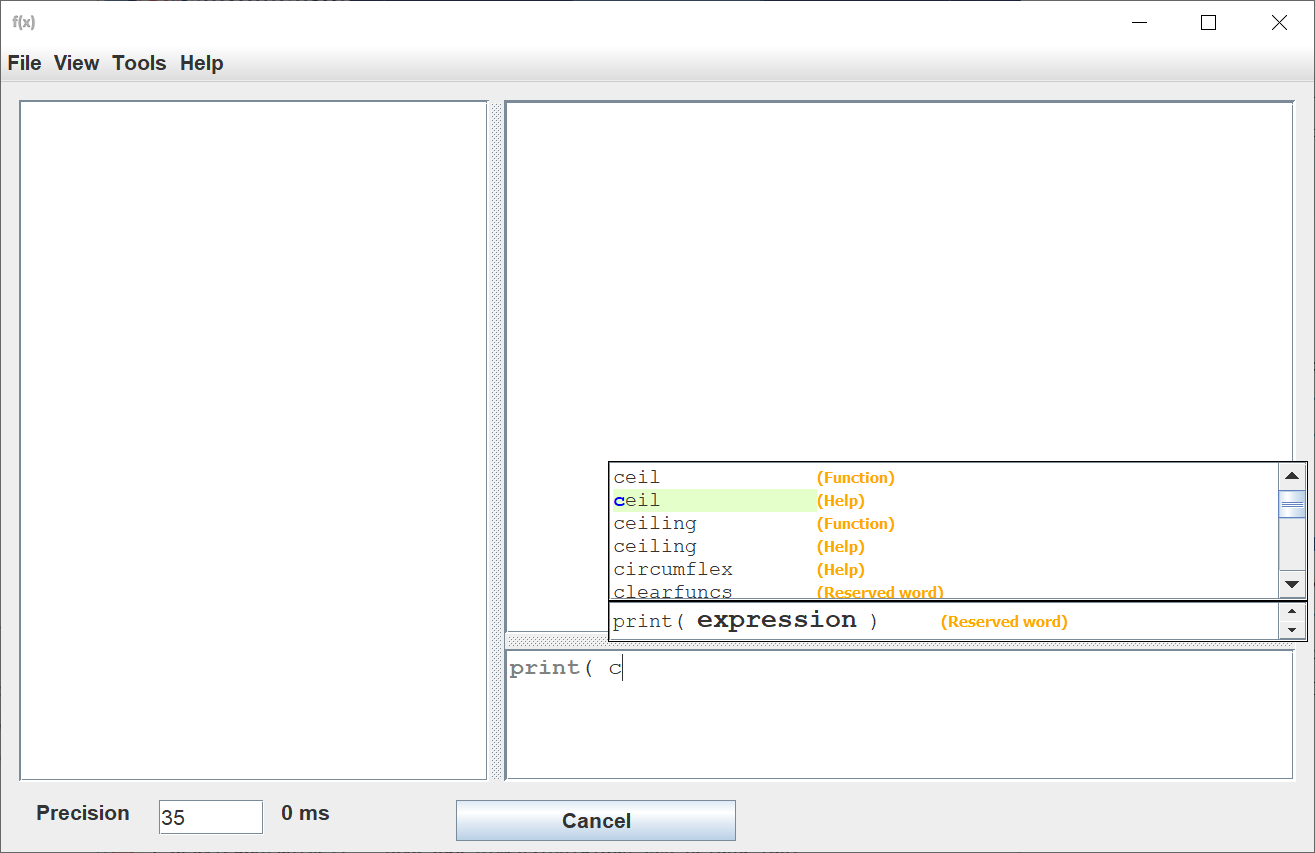 f(x)
File View Tools Help
ceil (Function)
ceil (Help)
ceiling (Function)
ceiling (Help)
circumflex (Help)
clearfuncs (Reserved word)
print( expression ) (Reserved word)
print( c
Precision 35 0 ms Cancel